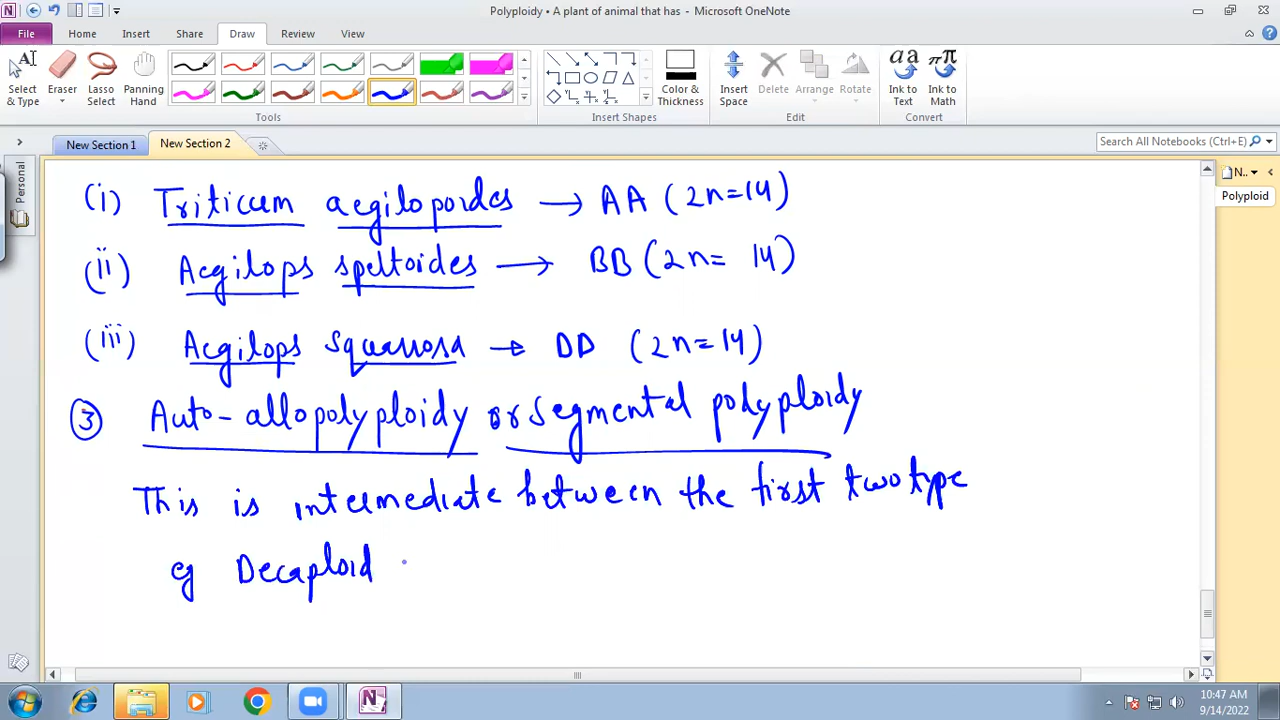 Polyploidy • A plant of animal that has - Microsoft OneNote
File Home Insert Share Draw Review View
Select & Type
Eraser
Lasso Select
Panning Hand
Color & Thickness
Insert Space
Delete
Arrange
Rotate
Ink to Text
Ink to Math
Tools
Insert Shapes
Edit
Convert
New Section 1
New Section 2
Search All Notebooks (Ctrl+E)
Personal
N..
Polyploid
(i) Triticum aegilopoides → AA (2n=14)
(ii) Aegilops speltoides → BB (2n= 14)
(iii) Aegilops squarrosa → DD (2n=14)
③ Auto-allopolyploidy or segmental polyploidy
This is intermediate between the first two type
eg Decaploid
10:47 AM
9/14/2022